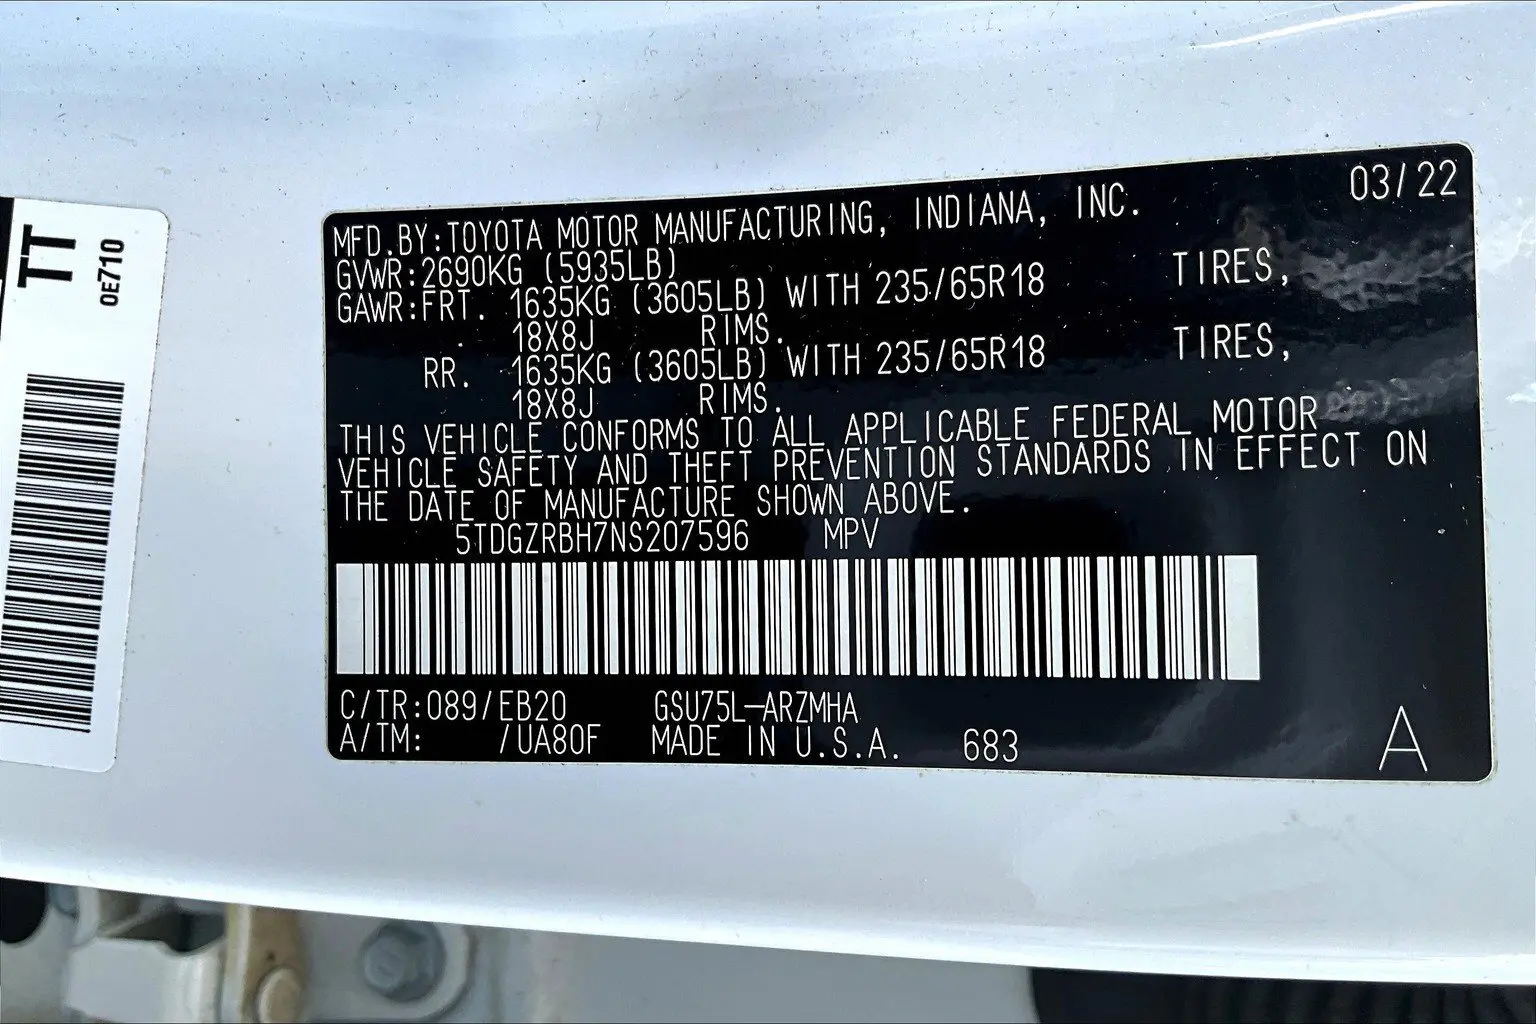 TT
0E710
03/22
MFD.BY:TOYOTA MOTOR MANUFACTURING, INDIANA, INC.
GVWR:2690KG (5935LB)
GAWR:FRT. 1635KG (3605LB) WITH 235/65R18 TIRES,
18X8J RIMS.
RR. 1635KG (3605LB) WITH 235/65R18 TIRES,
18X8J RIMS.
THIS VEHICLE CONFORMS TO ALL APPLICABLE FEDERAL MOTOR
VEHICLE SAFETY AND THEFT PREVENTION STANDARDS IN EFFECT ON
THE DATE OF MANUFACTURE SHOWN ABOVE.
5TDGZRBH7NS207596 MPV
C/TR:089/EB20 GSU75L-ARZMHA
A/TM: /UA80F MADE IN U.S.A. 683 A